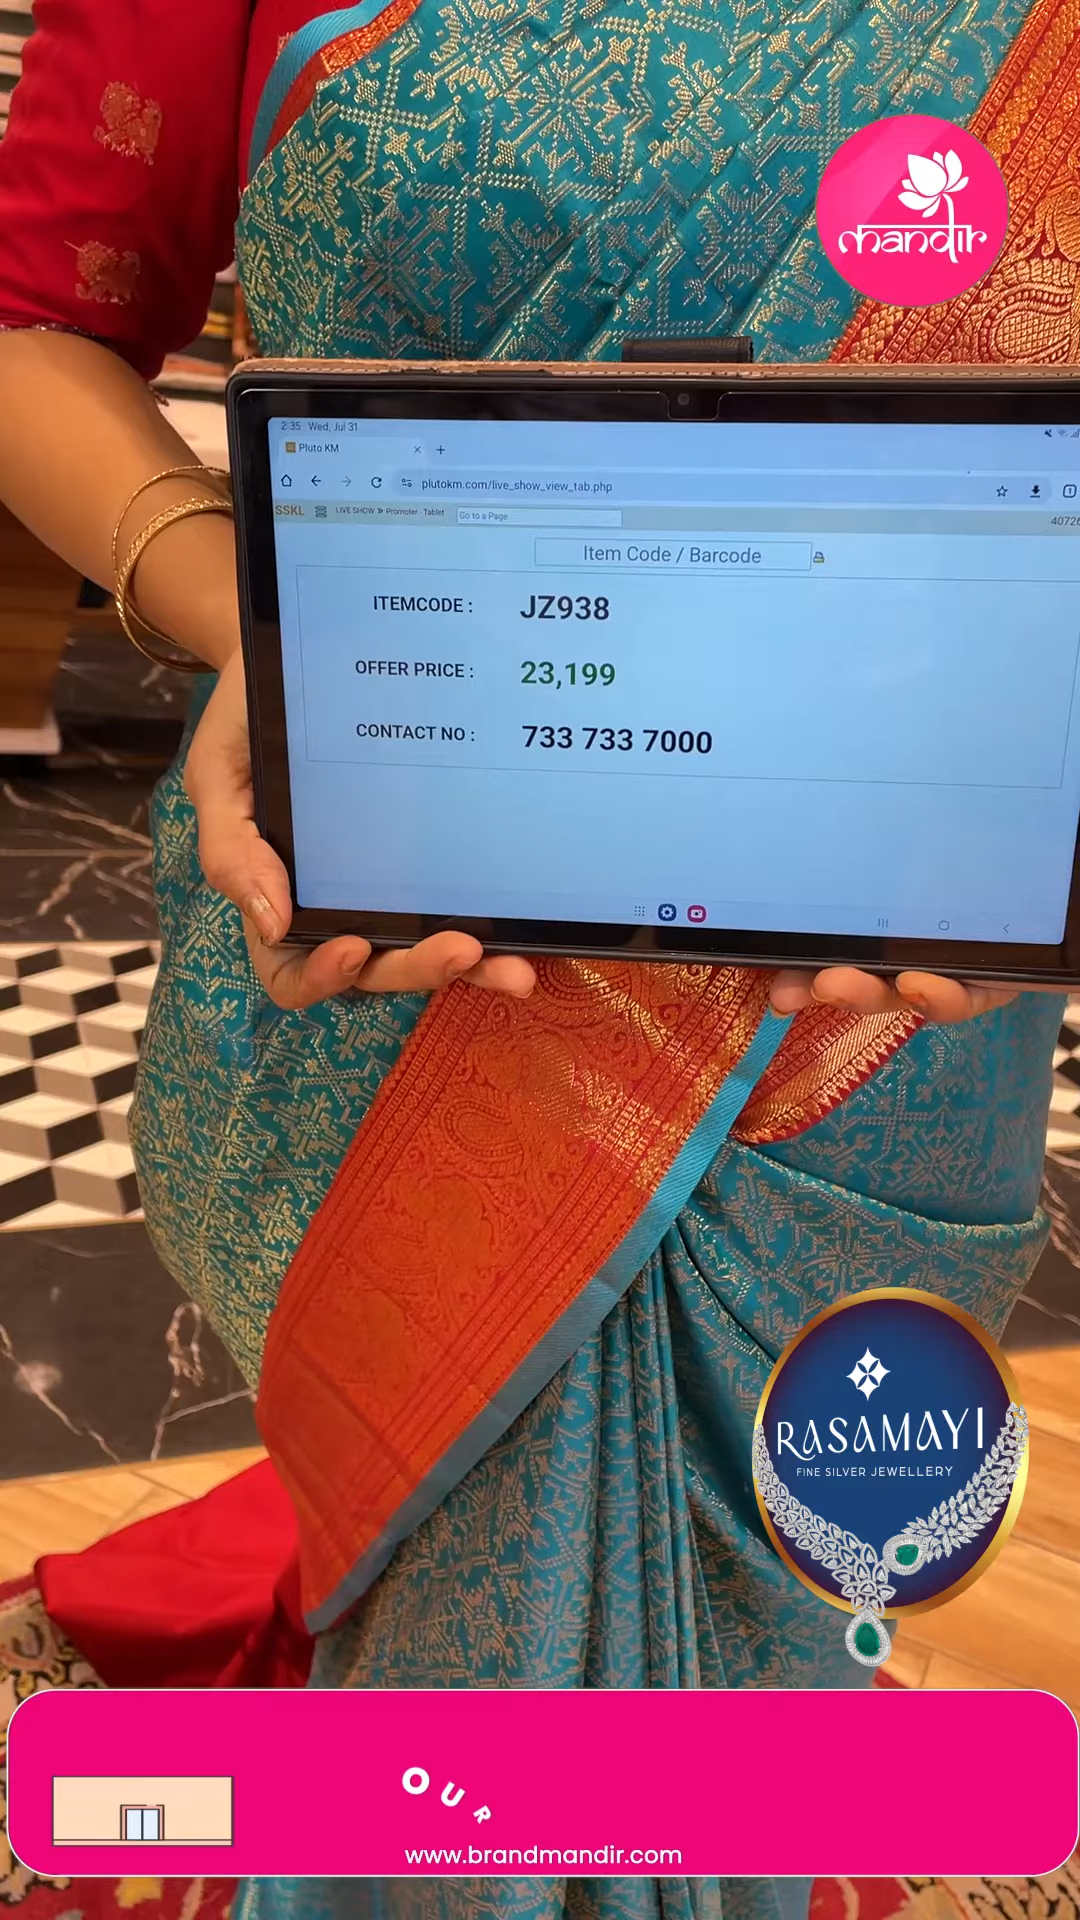 mandir
2:35 Wed, Jul 31
Pluto KM
plutokm.com/live_show_view_tab.php
SSKL
LIVE SHOW » Promoter - Tablet
Go to a Page
40726
Item Code / Barcode
ITEMCODE : JZ938
OFFER PRICE : 23,199
CONTACT NO : 733 733 7000
RASAMAYI
FINE SILVER JEWELLERY
OUR
www.brandmandir.com